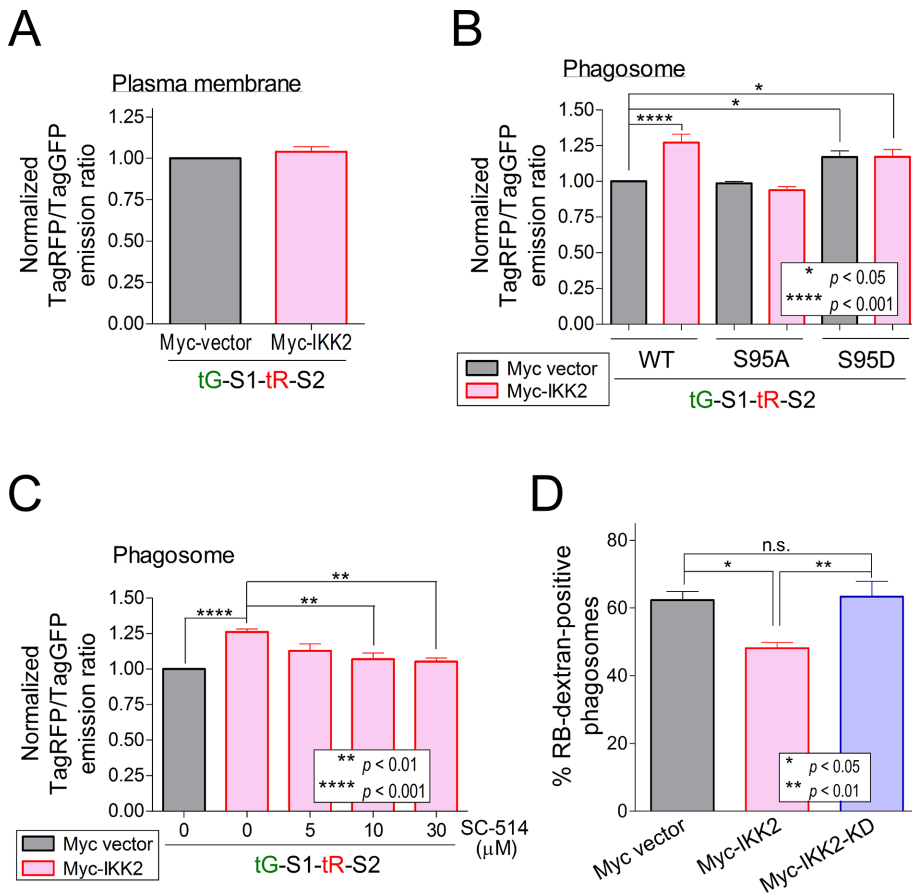 A
Plasma membrane
Normalized
TagRFP/TagGFP
emission ratio
1.25
1.00
0.75
0.50
0.25
0.00
Myc-vector
Myc-IKK2
tG-S1-tR-S2
B
Phagosome
Normalized
TagRFP/TagGFP
emission ratio
1.50
1.25
1.00
0.75
1.25
0.25
0.00
*
*
****
* p < 0.05
**** p < 0.001
WT
S95A
S95D
Myc vector
Myc-IKK2
tG-S1-tR-S2
C
Phagosome
Normalized
TagRFP/TagGFP
emission ratio
1.50
1.25
1.00
0.75
1.25
0.25
0.00
**
**
****
** p < 0.01
**** p < 0.001
0 0 5 10 30 SC-514
(μM)
Myc vector
Myc-IKK2
tG-S1-tR-S2
D
% RB-dextran-positive
phagosomes
80
60
40
20
0
n.s.
* **
* p < 0.05
** p < 0.01
Myc vector
Myc-IKK2
Myc-IKK2-KD